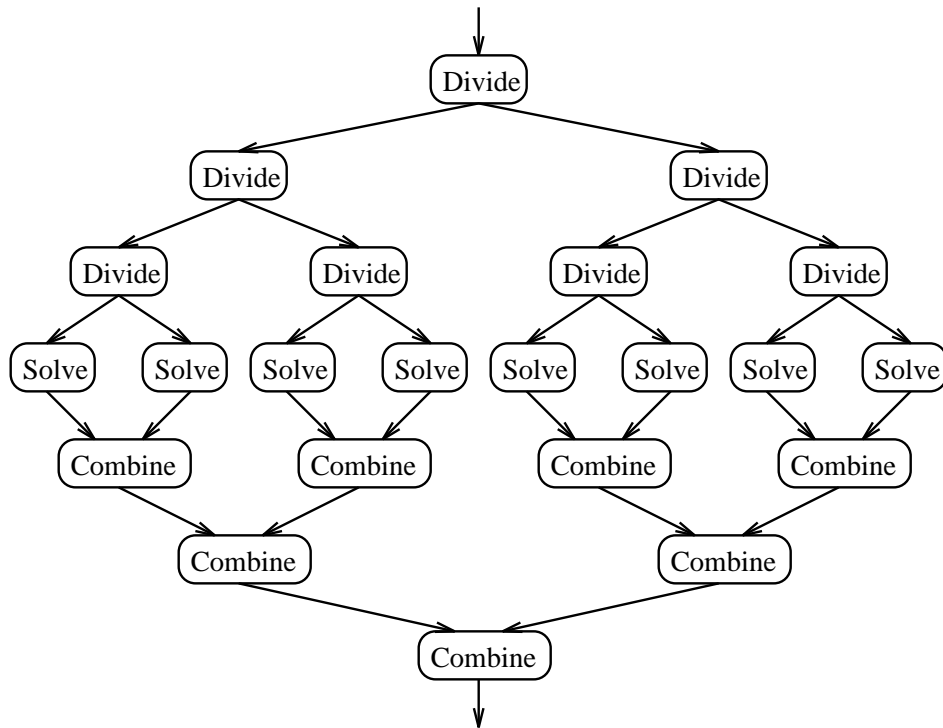 Divide
Divide Divide
Divide Divide Divide Divide
Solve Solve Solve Solve Solve Solve Solve Solve
Combine Combine Combine Combine
Combine Combine
Combine